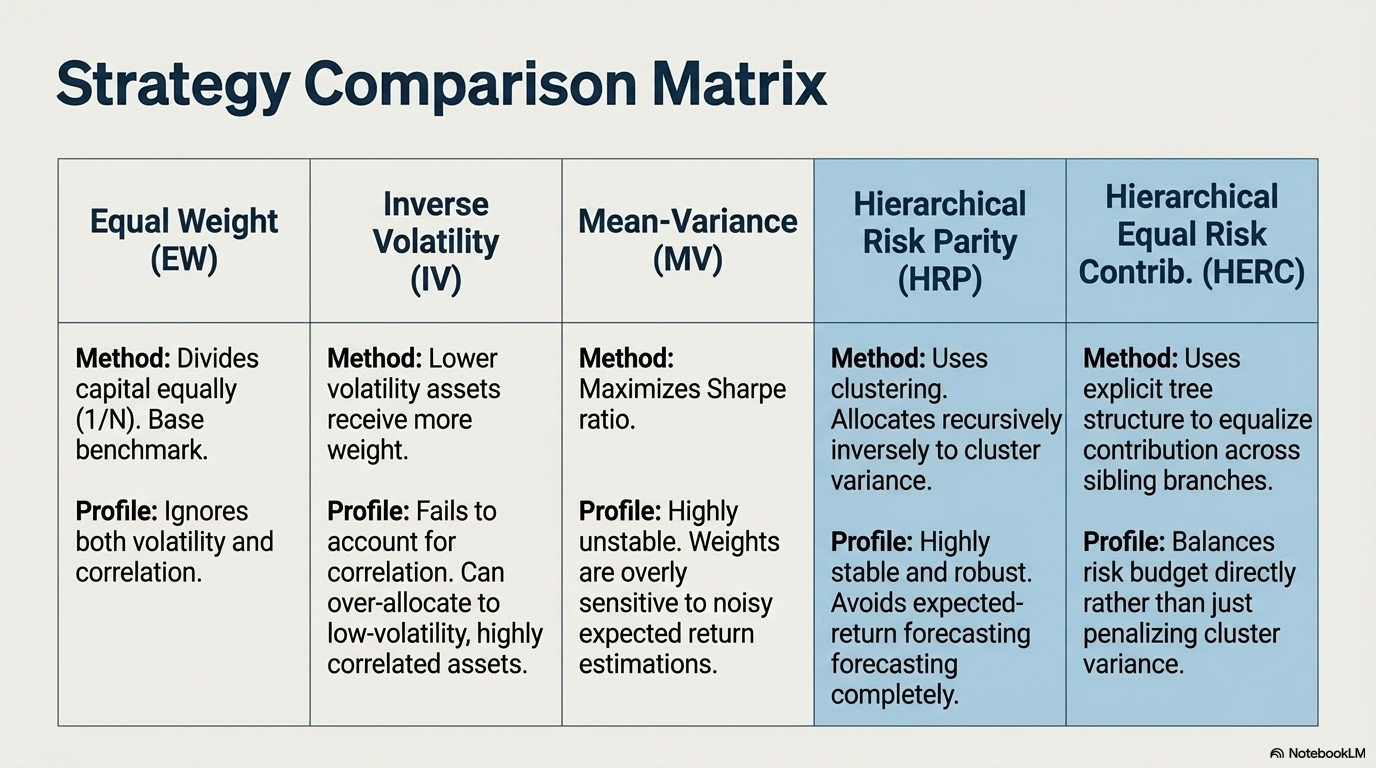 Strategy Comparison Matrix
Equal Weight
(EW)
Inverse
Volatility
(IV)
Mean-Variance
(MV)
Hierarchical
Risk Parity
(HRP)
Hierarchical
Equal Risk
Contrib. (HERC)
Method: Divides
capital equally
(1/N). Base
benchmark.
Profile: Ignores
both volatility and
correlation.
Method: Lower
volatility assets
receive more
weight.
Profile: Fails to
account for
correlation. Can
over-allocate to
low-volatility, highly
correlated assets.
Method:
Maximizes Sharpe
ratio.
Profile: Highly
unstable. Weights
are overly
sensitive to noisy
expected return
estimations.
Method: Uses
clustering.
Allocates recursively
inversely to cluster
variance.
Profile: Highly
stable and robust.
Avoids expected-
return forecasting
forecasting
completely.
Method: Uses
explicit tree
structure to equalize
contribution across
sibling branches.
Profile: Balances
risk budget directly
rather than just
penalizing cluster
variance.
NotebookLM